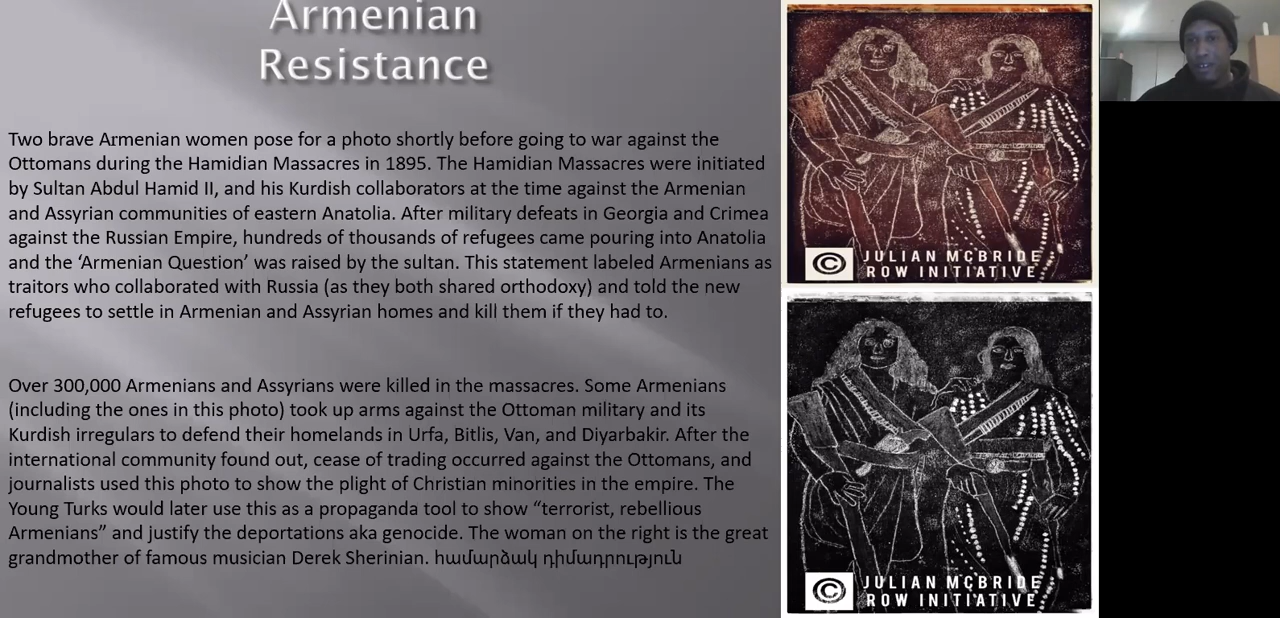 Armenian
Resistance
Two brave Armenian women pose for a photo shortly before going to war against the
Ottomans during the Hamidian Massacres in 1895. The Hamidian Massacres were initiated
by Sultan Abdul Hamid II, and his Kurdish collaborators at the time against the Armenian
and Assyrian communities of eastern Anatolia. After military defeats in Georgia and Crimea
against the Russian Empire, hundreds of thousands of refugees came pouring into Anatolia
and the ‘Armenian Question’ was raised by the sultan. This statement labeled Armenians as
traitors who collaborated with Russia (as they both shared orthodoxy) and told the new
refugees to settle in Armenian and Assyrian homes and kill them if they had to.
Over 300,000 Armenians and Assyrians were killed in the massacres. Some Armenians
(including the ones in this photo) took up arms against the Ottoman military and its
Kurdish irregulars to defend their homelands in Urfa, Bitlis, Van, and Diyarbakir. After the
international community found out, cease of trading occurred against the Ottomans, and
journalists used this photo to show the plight of Christian minorities in the empire. The
Young Turks would later use this as a propaganda tool to show “terrorist, rebellious
Armenians” and justify the deportations aka genocide. The woman on the right is the great
grandmother of famous musician Derek Sherinian. համարձակ դիմադրություն
© JULIAN MCBRIDE
ROW INITIATIVE
© JULIAN MCBRIDE
ROW INITIATIVE